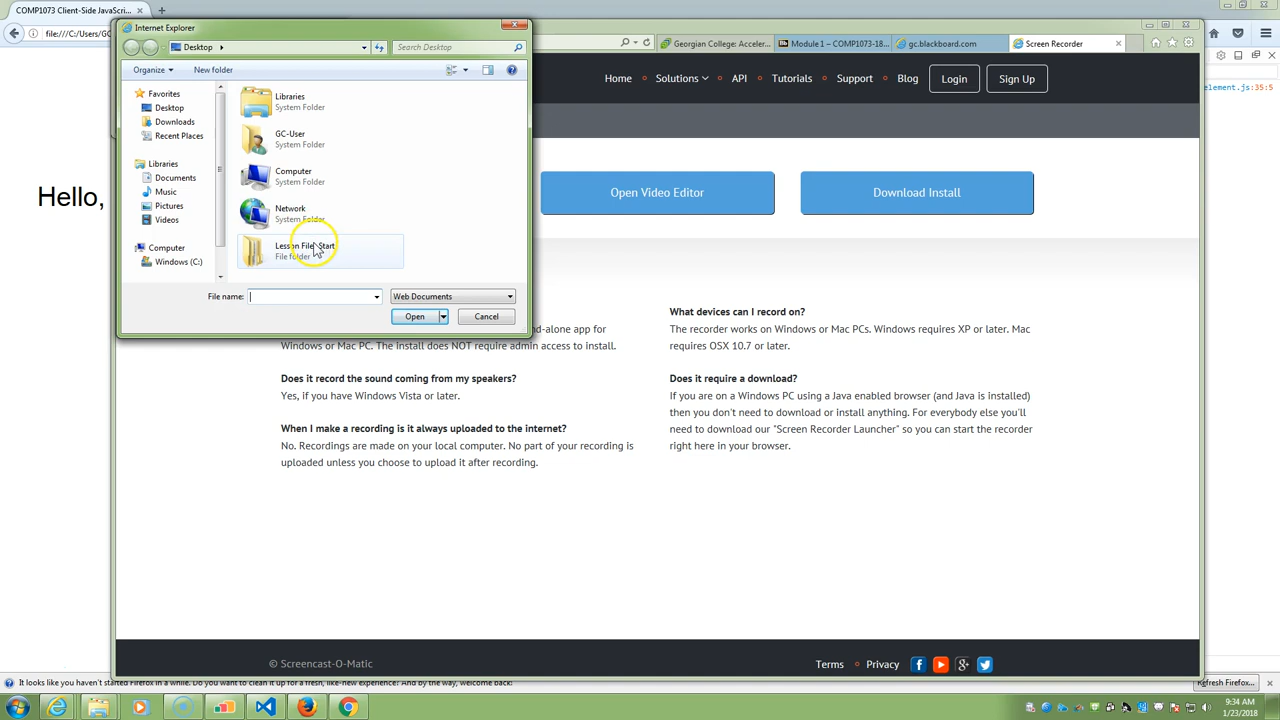 COMP1073 Client-Side JavaS
file:///C:/Users/GC
Internet Explorer
Desktop
Search Desktop
Organize
New folder
Favorites
Desktop
Downloads
Recent Places
Libraries
Documents
Music
Pictures
Videos
Computer
Windows (C:)
Libraries
System Folder
GC-User
System Folder
Computer
System Folder
Network
System Folder
Lesson Files Start
File folder
File name:
Web Documents
Open
Cancel
Georgian College: Acceler...
Module 1 – COMP1073-18...
gc.blackboard.com
Screen Recorder
Home
Solutions
API
Tutorials
Support
Blog
Login
Sign Up
element.js:35:5
Hello,
Open Video Editor
Download Install
nd-alone app for
Windows or Mac PC. The install does NOT require admin access to install.
Does it record the sound coming from my speakers?
Yes, if you have Windows Vista or later.
When I make a recording is it always uploaded to the internet?
No. Recordings are made on your local computer. No part of your recording is
uploaded unless you choose to upload it after recording.
What devices can I record on?
The recorder works on Windows or Mac PCs. Windows requires XP or later. Mac
requires OSX 10.7 or later.
Does it require a download?
If you are on a Windows PC using a Java enabled browser (and Java is installed)
then you don't need to download or install anything. For everybody else you'll
need to download our "Screen Recorder Launcher" so you can start the recorder
right here in your browser.
© Screencast-O-Matic
Terms
Privacy
It looks like you haven't started Firefox in a while. Do you want to clean it up for a fresh, like-new experience? And by the way, welcome back!
Refresh Firefox...
9:34 AM
1/23/2018